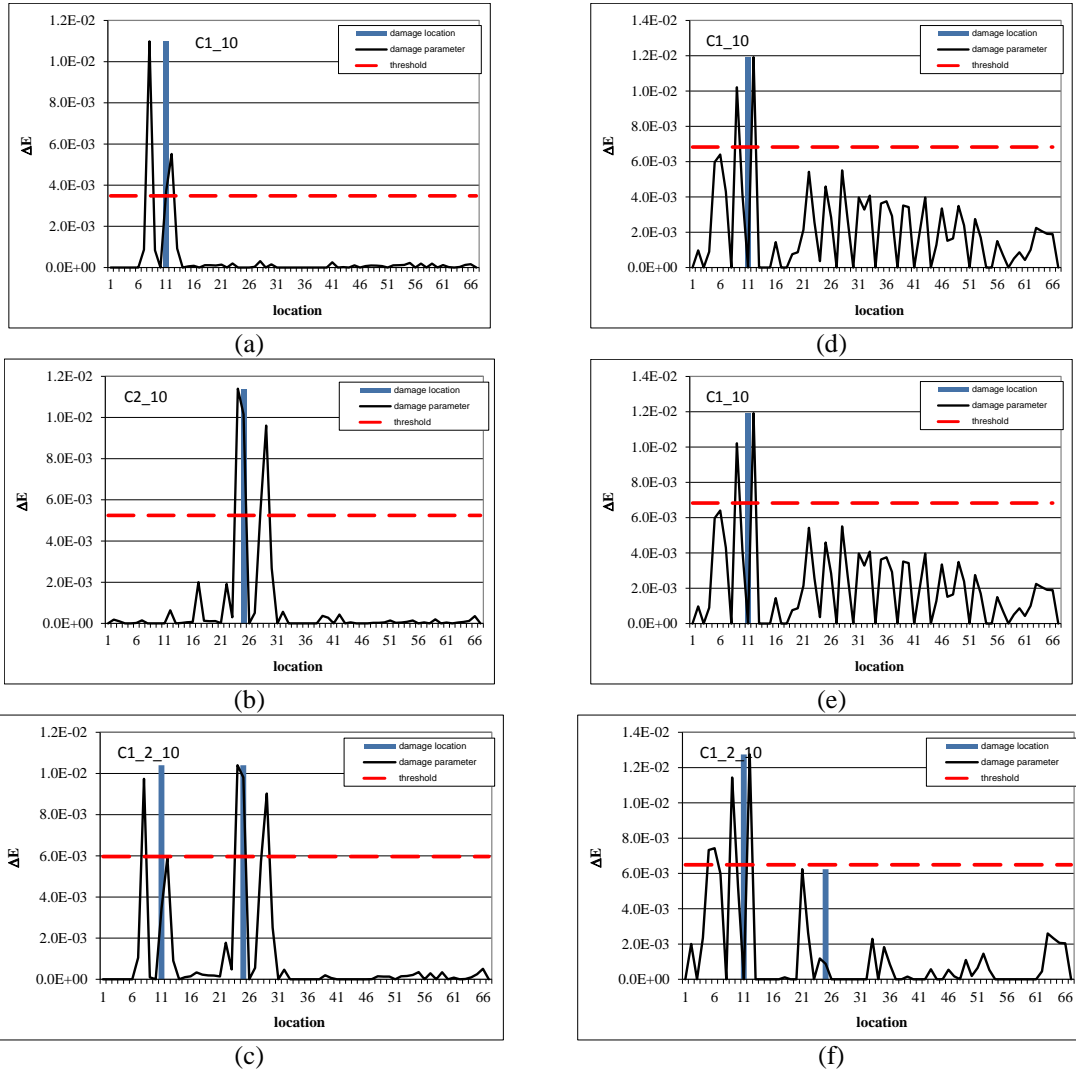 1.2E-02
1.0E-02
8.0E-03
6.0E-03
4.0E-03
2.0E-03
0.0E+00
ΔE
C1_10
damage location
damage parameter
threshold
1 6 11 16 21 26 31 36 41 46 51 56 61 66
location
(a)
1.4E-02
1.2E-02
1.0E-02
8.0E-03
6.0E-03
4.0E-03
2.0E-03
0.0E+00
ΔE
C1_10
damage location
damage parameter
threshold
1 6 11 16 21 26 31 36 41 46 51 56 61 66
location
(d)
1.2E-02
1.0E-02
8.0E-03
6.0E-03
4.0E-03
2.0E-03
0.0E+00
ΔE
C2_10
damage location
damage parameter
threshold
1 6 11 16 21 26 31 36 41 46 51 56 61 66
location
(b)
1.4E-02
1.2E-02
1.0E-02
8.0E-03
6.0E-03
4.0E-03
2.0E-03
0.0E+00
ΔE
C1_10
damage location
damage parameter
threshold
1 6 11 16 21 26 31 36 41 46 51 56 61 66
location
(e)
1.2E-02
1.0E-02
8.0E-03
6.0E-03
4.0E-03
2.0E-03
0.0E+00
ΔE
C1_2_10
damage location
damage parameter
threshold
1 6 11 16 21 26 31 36 41 46 51 56 61 66
location
(c)
1.4E-02
1.2E-02
1.0E-02
8.0E-03
6.0E-03
4.0E-03
2.0E-03
0.0E+00
ΔE
C1_2_10
damage location
damage parameter
threshold
1 6 11 16 21 26 31 36 41 46 51 56 61 66
location
(f)